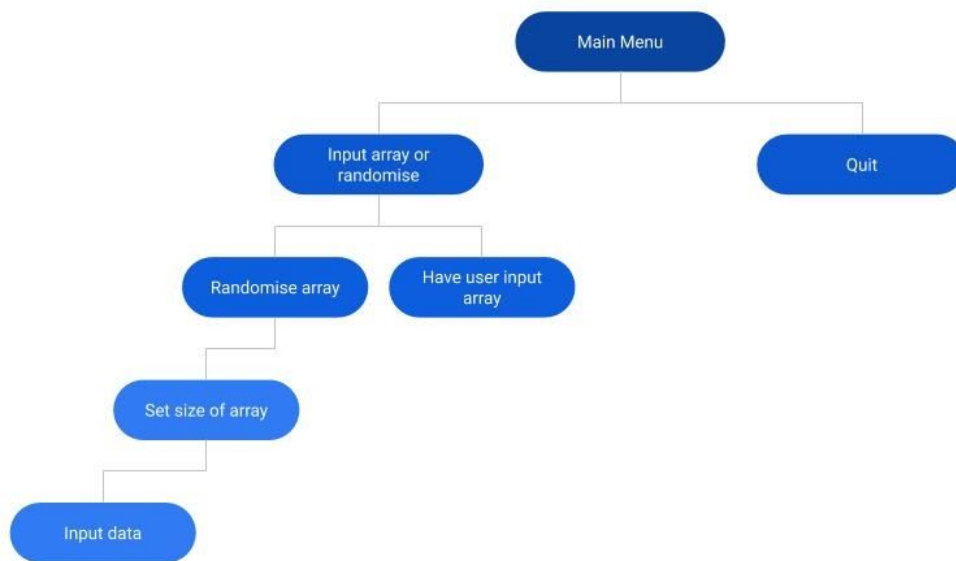 Main Menu
Input array or
randomise
Quit
Randomise array
Have user input
array
Set size of array
Input data